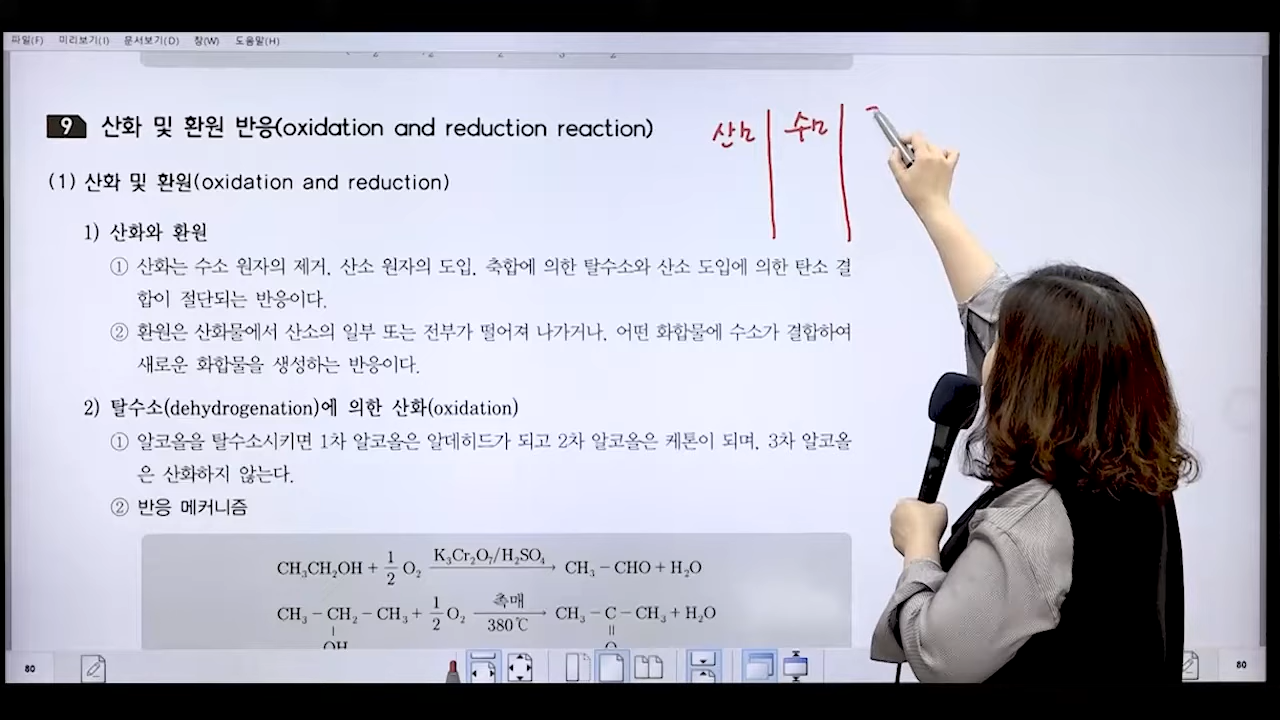 파일(F) 미리보기(I) 문서보기(D) 창(W) 도움말(H)
9 산화 및 환원 반응(oxidation and reduction reaction)
산소 수소
(1) 산화 및 환원(oxidation and reduction)
1) 산화와 환원
① 산화는 수소 원자의 제거, 산소 원자의 도입, 축합에 의한 탈수소와 산소 도입에 의한 탄소 결
합이 절단되는 반응이다.
② 환원은 산화물에서 산소의 일부 또는 전부가 떨어져 나가거나, 어떤 화합물에 수소가 결합하여
새로운 화합물을 생성하는 반응이다.
2) 탈수소(dehydrogenation)에 의한 산화(oxidation)
① 알코올을 탈수소시키면 1차 알코올은 알데히드가 되고 2차 알코올은 케톤이 되며, 3차 알코올
은 산화하지 않는다.
② 반응 메커니즘
CH₃CH₂OH + 1/2 O₂ K₃Cr₂O₇/H₂SO₄ → CH₃ − CHO + H₂O
CH₃ − CH₂ − CH₃ + 1/2 O₂ 촉매 380℃ → CH₃ − C − CH₃ + H₂O
OH O
80 80